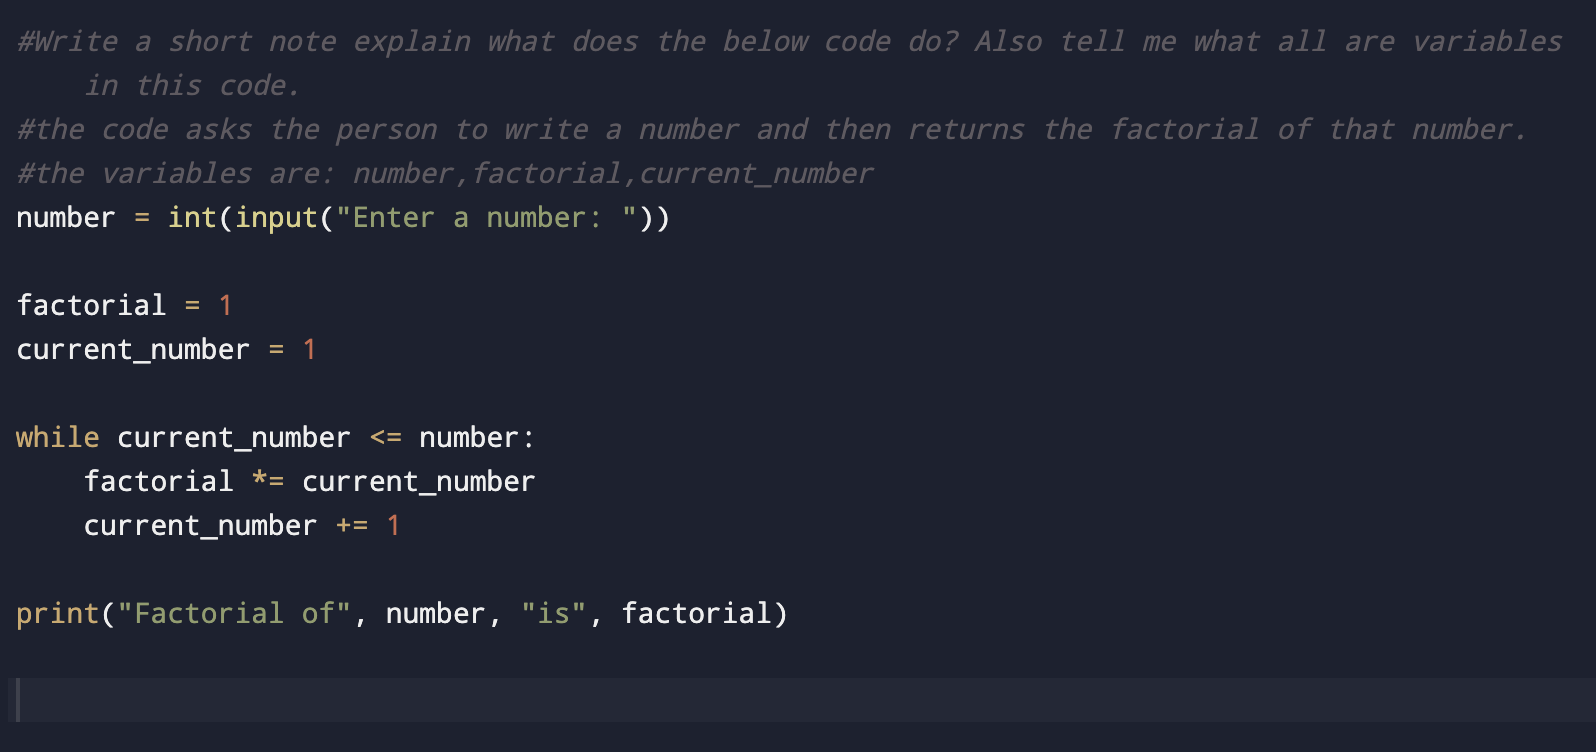 #Write a short note explain what does the below code do? Also tell me what all are variables
in this code.
#the code asks the person to write a number and then returns the factorial of that number.
#the variables are: number,factorial,current_number
number = int(input("Enter a number: "))
factorial = 1
current_number = 1
while current_number <= number:
    factorial *= current_number
    current_number += 1
print("Factorial of", number, "is", factorial)